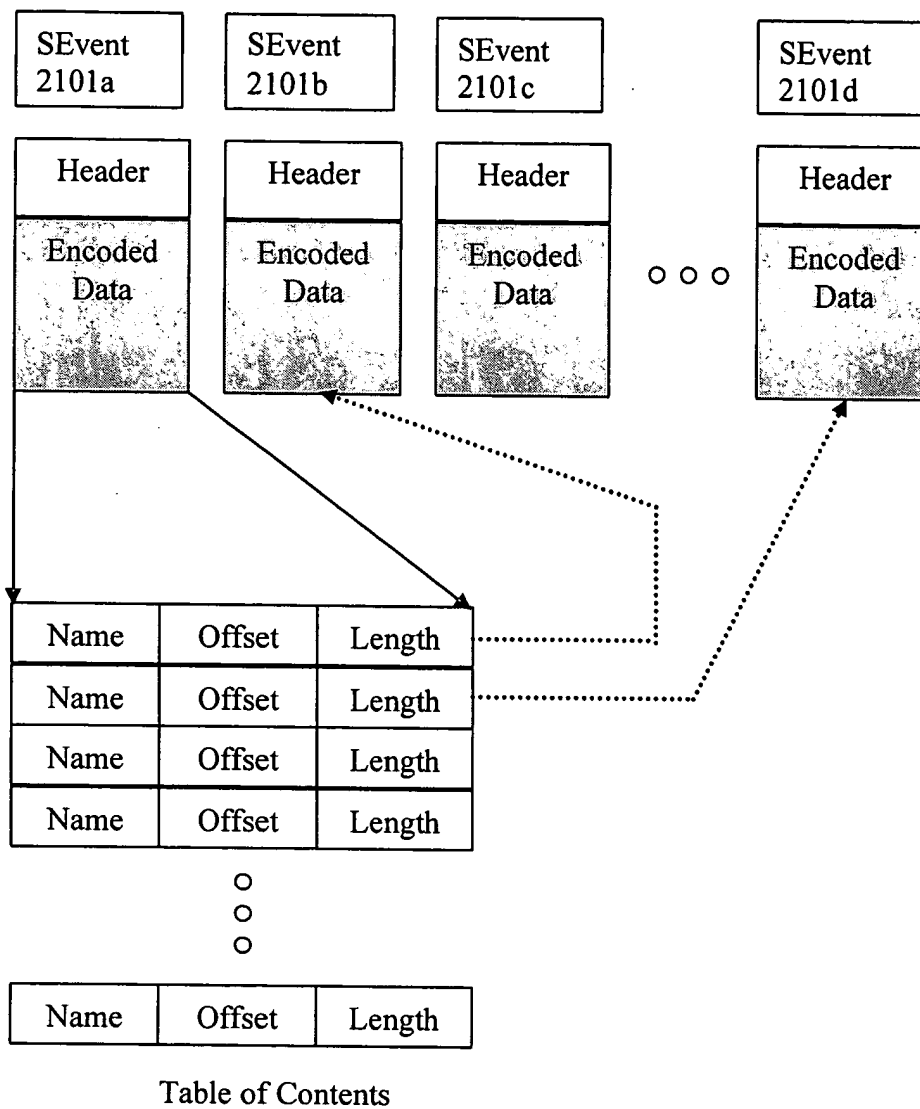 SEvent
2101a
SEvent
2101b
SEvent
2101c
SEvent
2101d
Header
Header
Header
Header
Encoded
Data
Encoded
Data
Encoded
Data
Encoded
Data
Name Offset Length
Name Offset Length
Name Offset Length
Name Offset Length
Name Offset Length
Table of Contents